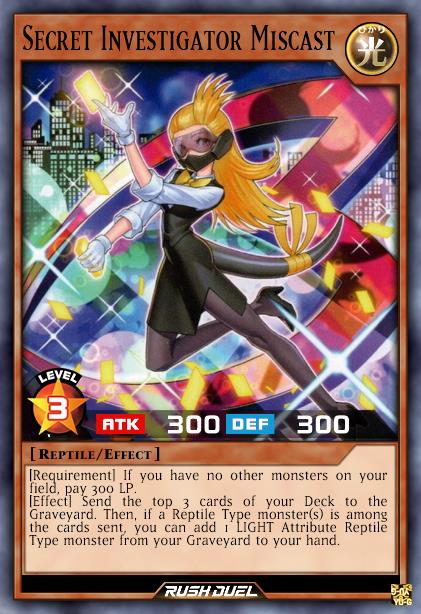 SECRET INVESTIGATOR MISCAST
ひかり
光
LEVEL
3
ATK 300 DEF 300
[ REPTILE/EFFECT ]
[Requirement] If you have no other monsters on your
field, pay 300 LP.
[Effect] Send the top 3 cards of your Deck to the
Graveyard. Then, if a Reptile Type monster(s) is among
the cards sent, you can add 1 LIGHT Attribute Reptile
Type monster from your Graveyard to your hand.
RUSH DUEL